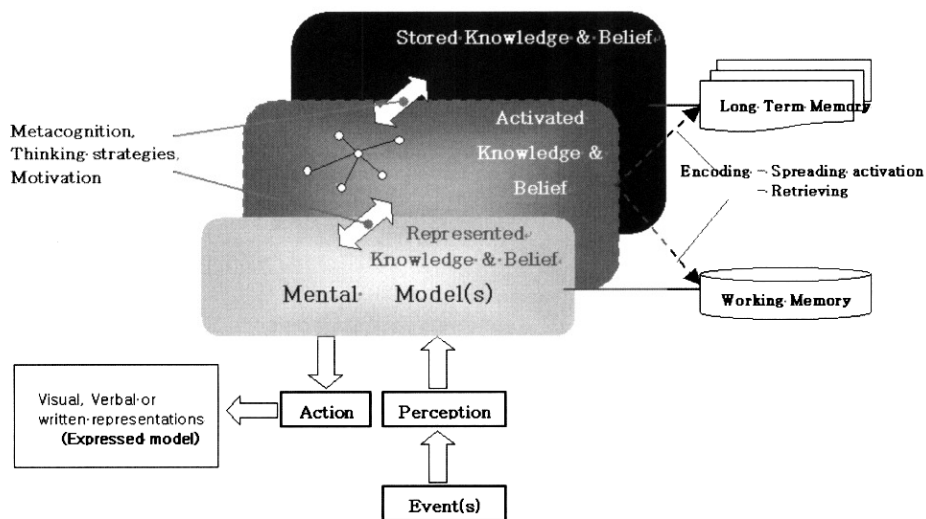 Stored Knowledge & Belief
Long Term Memory
Activated
Knowledge &
Belief
Metacognition,
Thinking strategies,
Motivation
Encoding - Spreading activation
- Retrieving
Represented
Knowledge & Belief
Mental Model(s)
Working Memory
Visual, Verbal or
written representations
(Expressed model)
Action
Perception
Event(s)